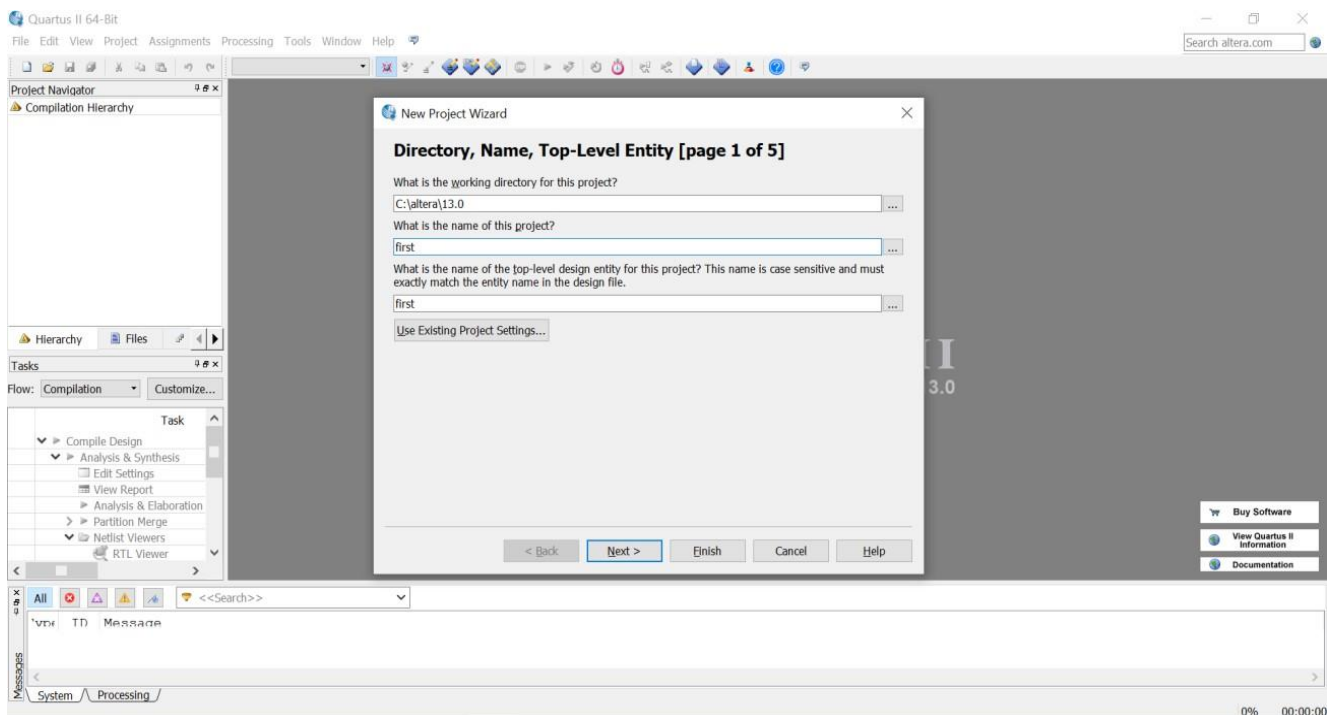 Quartus II 64-Bit
File Edit View Project Assignments Processing Tools Window Help
Search altera.com
Project Navigator
Compilation Hierarchy
Hierarchy Files
Tasks
Flow: Compilation Customize...
Task
Compile Design
Analysis & Synthesis
Edit Settings
View Report
Analysis & Elaboration
Partition Merge
Netlist Viewers
RTL Viewer
New Project Wizard
Directory, Name, Top-Level Entity [page 1 of 5]
What is the working directory for this project?
C:\altera\13.0
...
What is the name of this project?
first
...
What is the name of the top-level design entity for this project? This name is case sensitive and must
exactly match the entity name in the design file.
first
...
Use Existing Project Settings...
< Back Next > Finish Cancel Help
II
3.0
Buy Software
View Quartus II
Information
Documentation
All <<Search>>
ID Message
Messages
System Processing
0% 00:00:00